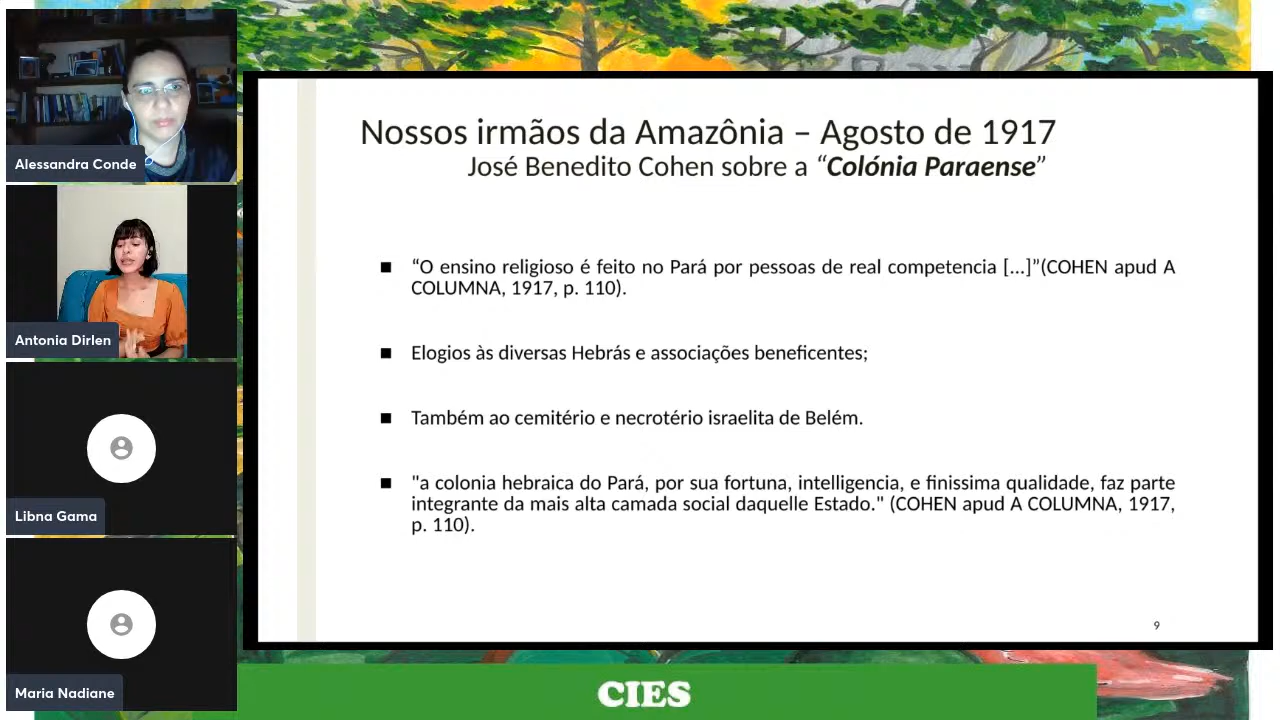 Alessandra Conde
Antonia Dirlen
Libna Gama
Maria Nadiane
Nossos irmãos da Amazônia – Agosto de 1917
José Benedito Cohen sobre a “Colónia Paraense”
■ “O ensino religioso é feito no Pará por pessoas de real competencia [...]”(COHEN apud A
COLUMNA, 1917, p. 110).
■ Elogios às diversas Hebrás e associações beneficentes;
■ Também ao cemitério e necrotério israelita de Belém.
■ "a colonia hebraica do Pará, por sua fortuna, intelligencia, e finissima qualidade, faz parte
integrante da mais alta camada social daquelle Estado." (COHEN apud A COLUMNA, 1917,
p. 110).
9
CIES